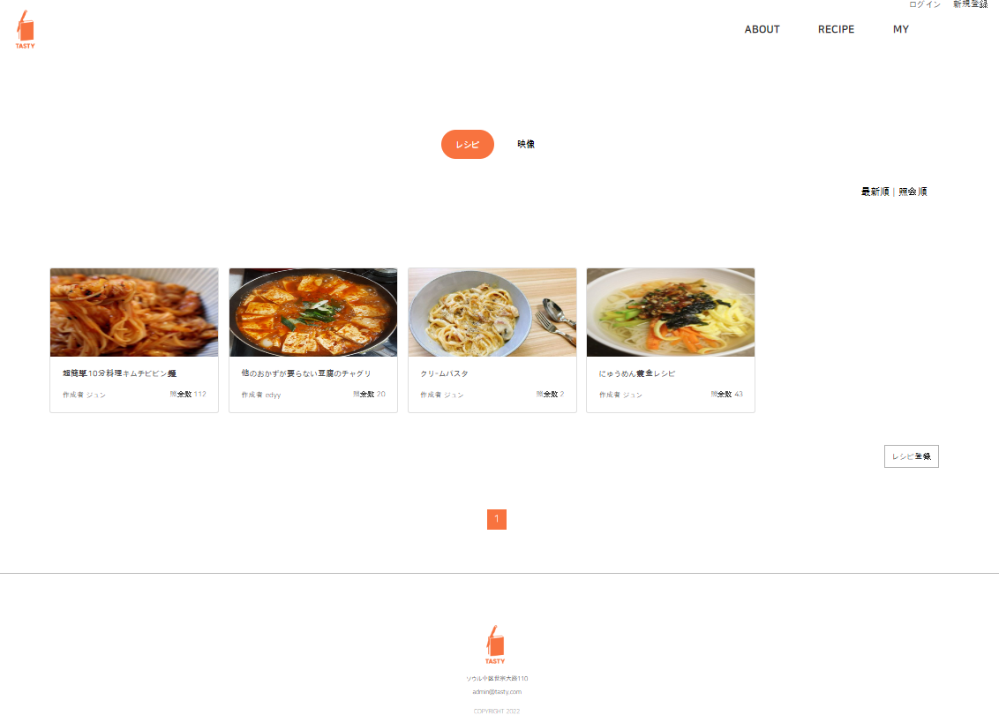 ログイン 新規登録
TASTY
ABOUT RECIPE MY
レシピ 映像
最新順 | 照会順
超簡単10分料理キムチビビン麺
作成者 ジュン 照会数 112
他のおかずが要らない豆腐のチャグリ
作成者 edyy 照会数 20
クリームパスタ
作成者 ジュン 照会数 2
にゅうめん黄金レシピ
作成者 ジュン 照会数 43
レシピ登録
1
TASTY
ソウル中区世宗大路110
admin@tasty.com
COPYRIGHT 2022